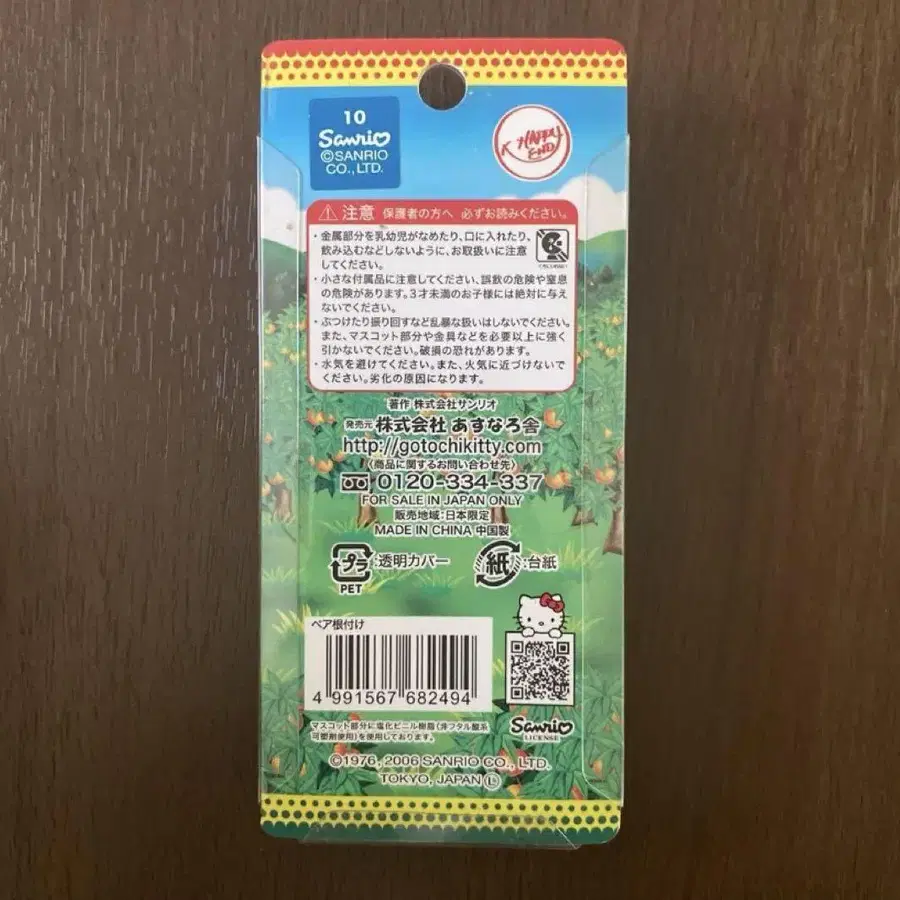 10
Sanrio
©SANRIO
CO., LTD.
K HAPPY
END
注意 保護者の方へ 必ずお読みください。
・金属部分を乳幼児がなめたり、口に入れたり、
飲み込むなどしないように、お取扱いに注意
してください。
・小さな付属品に注意してください、誤飲の危険や窒息
の危険があります。3才未満のお子様には絶対に与え
ないでください。
・ぶつけたり振り回すなど乱暴な扱いはしないでください。
また、マスコット部分や金具などを必要以上に強く
引かないでください。破損の恐れがあります。
・水気を避けてください。また、火気に近づけないで
ください。劣化の原因になります。
著作 株式会社サンリオ
発売元 株式会社 あすなろ舎
http://gotochikitty.com
〈商品に関するお問い合わせ先〉
0120-334-337
FOR SALE IN JAPAN ONLY
販売地域:日本限定
MADE IN CHINA 中国製
プラ :透明カバー 紙 :台紙
PET
ペア根付け
4 991567 682494
マスコット部分に塩化ビニル樹脂(非フタル酸系
可塑剤使用)を使用しております。
Sanrio
LICENSE
©1976, 2006 SANRIO CO., LTD.
TOKYO, JAPAN Ⓛ